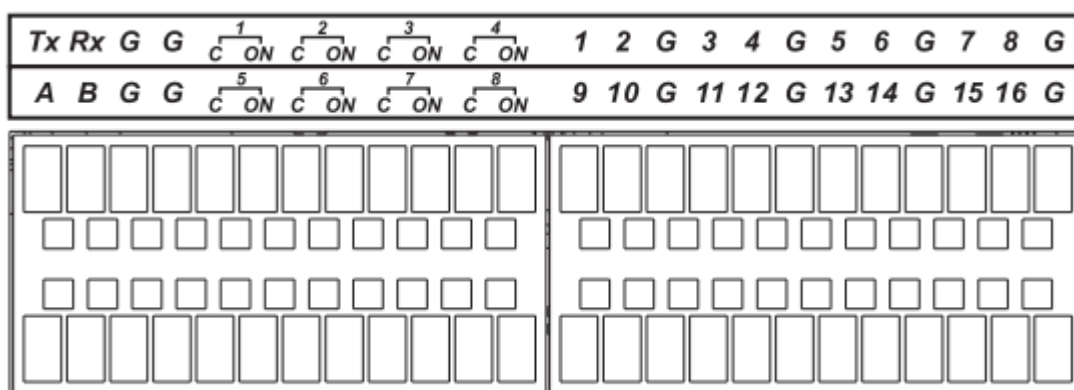 Tx Rx G G 1 C ON 2 C ON 3 C ON 4 C ON 1 2 G 3 4 G 5 6 G 7 8 G
A B G G 5 C ON 6 C ON 7 C ON 8 C ON 9 10 G 11 12 G 13 14 G 15 16 G